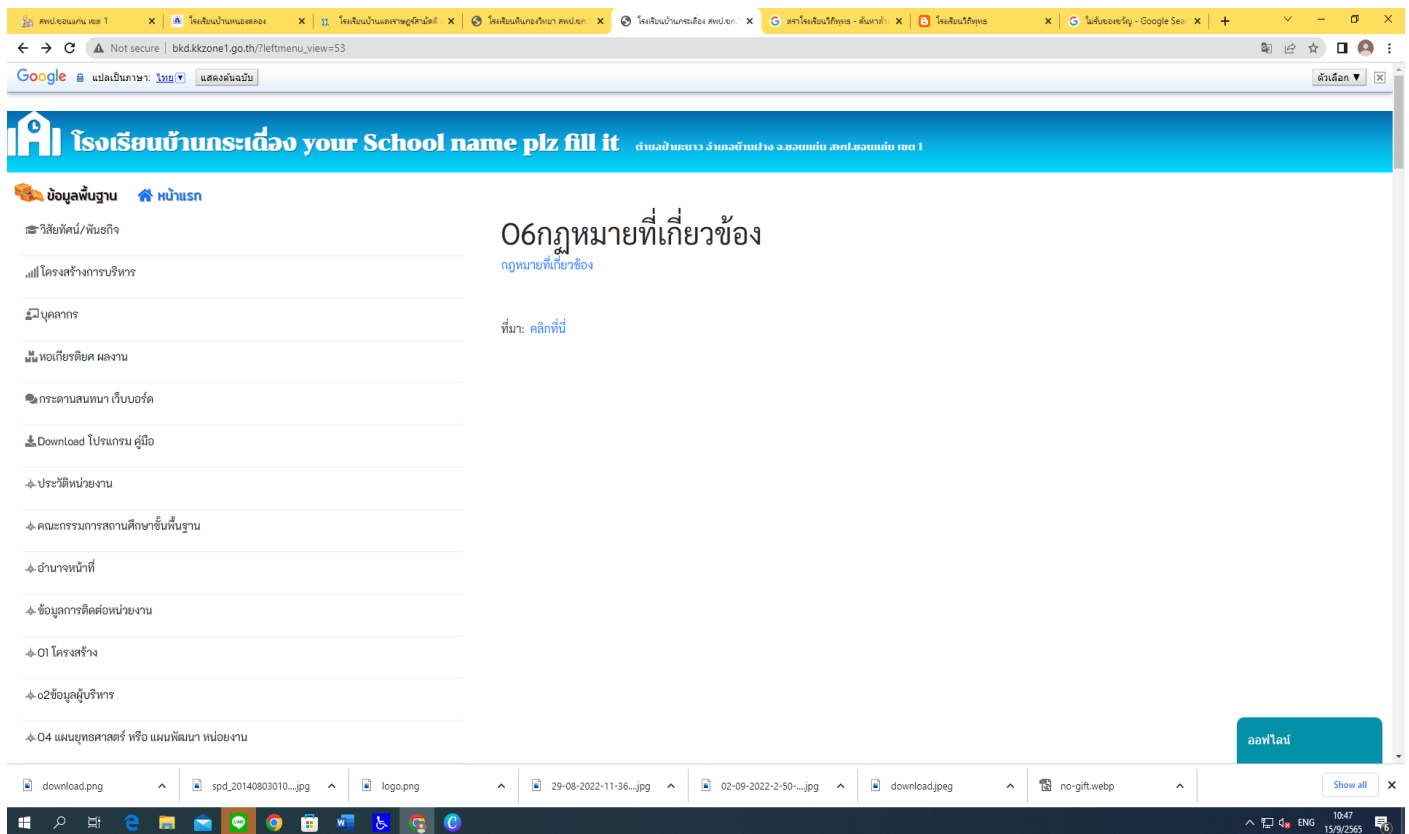 สพป.ขอนแก่น เขต 1
โรงเรียนบ้านหนองตลอง
โรงเรียนบ้านแดงราษฎร์สามัคคี
โรงเรียนหินกองวิทยา สพป.ขก.
โรงเรียนบ้านกระเดื่อง สพป.ขก.
ตราโรงเรียนวิถีพุทธ - ค้นหาด้
โรงเรียนวิถีพุทธ
ไม่รับของขวัญ - Google Sear
Not secure | bkd.kkzone1.go.th/?leftmenu_view=53
Google แปลเป็นภาษา: ไทย แสดงต้นฉบับ ตัวเลือก ▼
โรงเรียนบ้านกระเดื่อง your School name plz fill it ตำบลป่ามะนาว อำเภอบ้านฝาง จ.ขอนแก่น สพป.ขอนแก่น เขต 1
ข้อมูลพื้นฐาน หน้าแรก
วิสัยทัศน์/พันธกิจ
O6กฎหมายที่เกี่ยวข้อง
กฎหมายที่เกี่ยวข้อง
โครงสร้างการบริหาร
บุคลากร
ที่มา: คลิกที่นี่
หอเกียรติยศ ผลงาน
กระดานสนทนา เว็บบอร์ด
Download โปรแกรม คู่มือ
ประวัติหน่วยงาน
คณะกรรมการสถานศึกษาขั้นพื้นฐาน
อำนาจหน้าที่
ข้อมูลการติดต่อหน่วยงาน
O1 โครงสร้าง
o2ข้อมูลผู้บริหาร
O4 แผนยุทธศาสตร์ หรือ แผนพัฒนา หน่อยงาน
ออฟไลน์
download.png
spd_20140803010....jpg
logo.png
29-08-2022-11-36....jpg
02-09-2022-2-50-....jpg
download.jpeg
no-gift.webp
Show all
ENG
10:47
15/9/2565
6